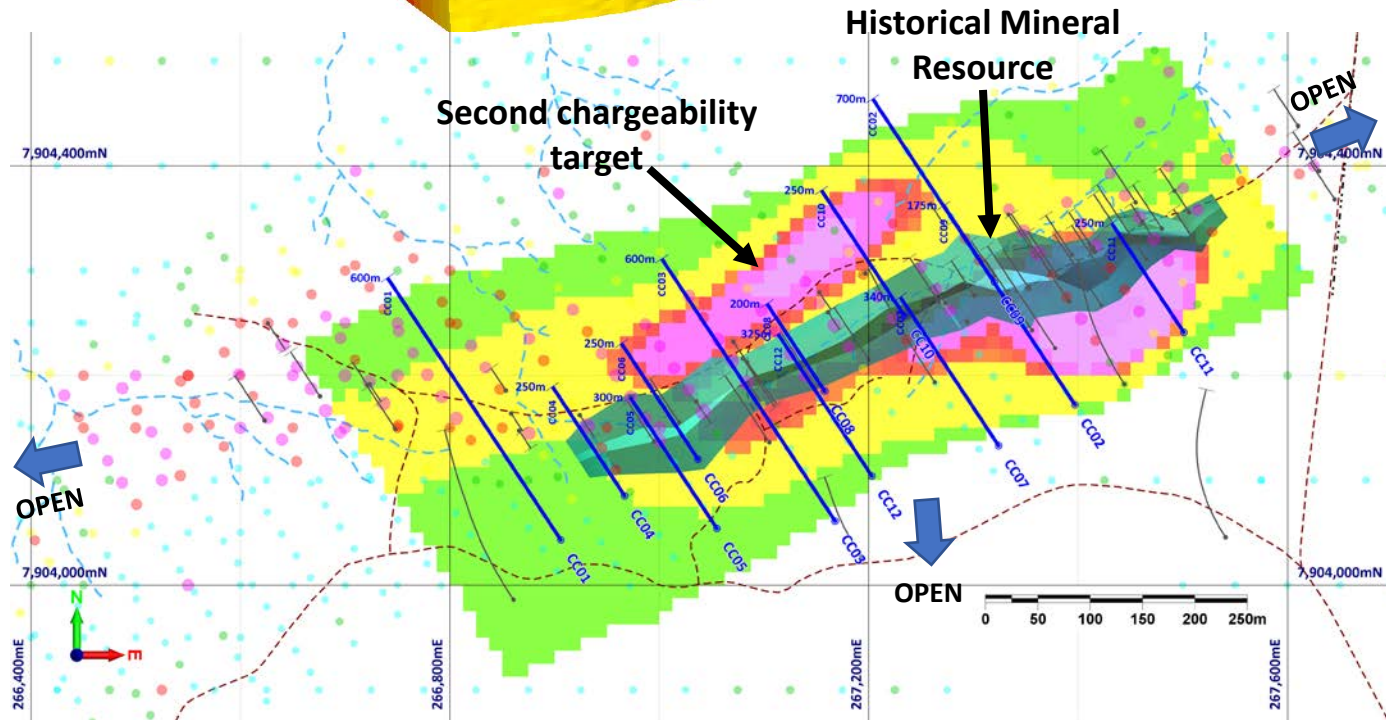 Historical Mineral
Resource
Second chargeability
target
OPEN
7,904,400mN
7,904,400mN
700m
CC02
250m
CC10
175m
CC09
250m
CC11
600m
CC01
600m
CC03
200m
CC08
340m
CC12
250m
CC06
300m
CC05
250m
CC04
CC09
CC10
CC11
CC02
CC08
CC07
CC06
CC12
CC04
CC05
CC03
CC01
OPEN
OPEN
7,904,000mN
7,904,000mN
N
E
0 50 100 150 200 250m
266,400mE
266,800mE
267,200mE
267,600mE